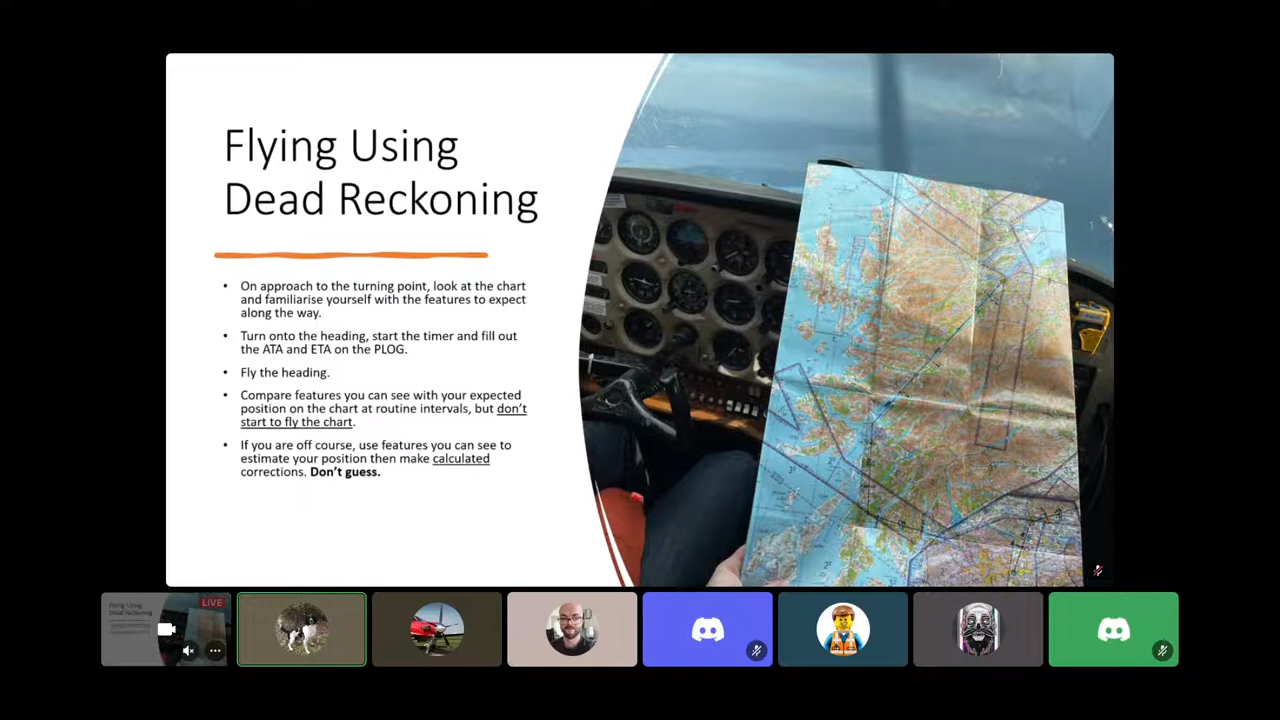 Flying Using
Dead Reckoning
• On approach to the turning point, look at the chart
and familiarise yourself with the features to expect
along the way.
• Turn onto the heading, start the timer and fill out
the ATA and ETA on the PLOG.
• Fly the heading.
• Compare features you can see with your expected
position on the chart at routine intervals, but don't
start to fly the chart.
• If you are off course, use features you can see to
estimate your position then make calculated
corrections. Don't guess.
Flying Using
Dead Reckoning
LIVE